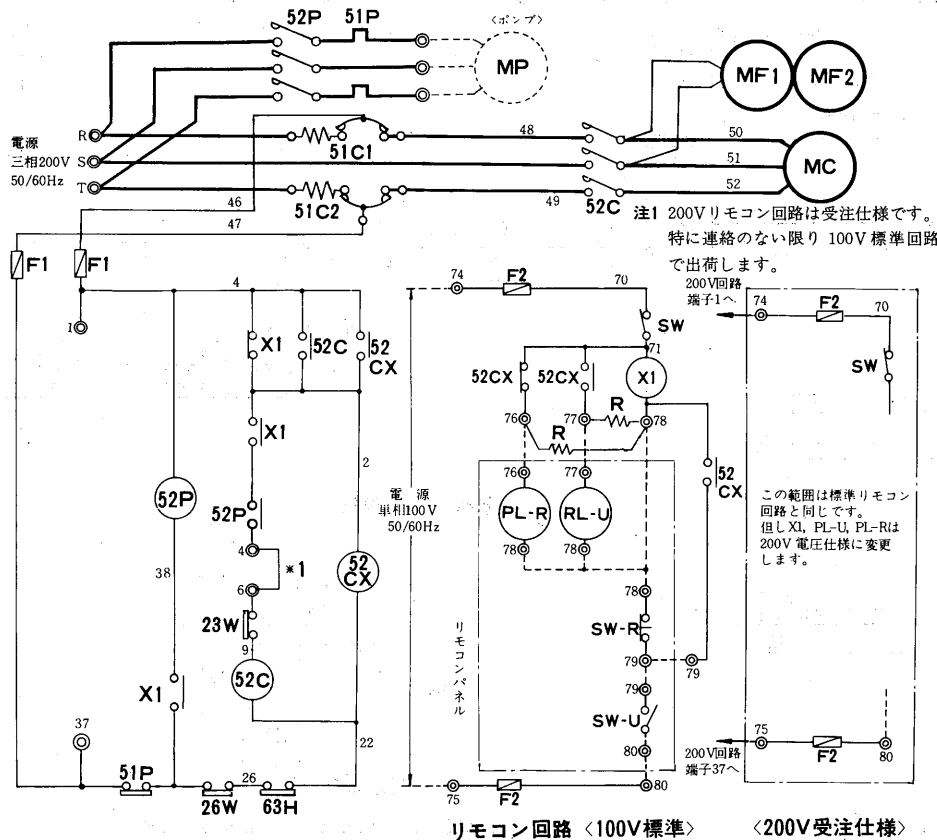 52P
51P
〈ポンプ〉
MP
MF1
MF2
電源
三相200V
50/60Hz
R
S
T
51C1
48
50
51
MC
46
47
51C2
49
52C
52
注1 200Vリモコン回路は受注仕様です。
特に連絡のない限り 100V 標準回路
で出荷します。
F1
F1
4
1
X1
52C
52
CX
74
F2
70
SW
71
200V回路
端子1へ
74
F2
70
SW
52CX
52CX
X1
X1
76
77
R
78
R
2
52P
52P
38
4
※1
6
52
CX
電源
単相100V
50/60Hz
76
77
PL-R
RL-U
78
78
52
CX
この範囲は標準リモコン
回路と同じです。
但しX1, PL-U, PL-Rは
200V 電圧仕様に変更
します。
23W
9
52C
78
SW-R
79
79
リモコンパネル
79
X1
SW-U
37
22
80
200V回路
端子37へ
75
F2
80
51P
26
26W
63H
75
F2
80
リモコン回路〈100V標準〉
〈200V受注仕様〉